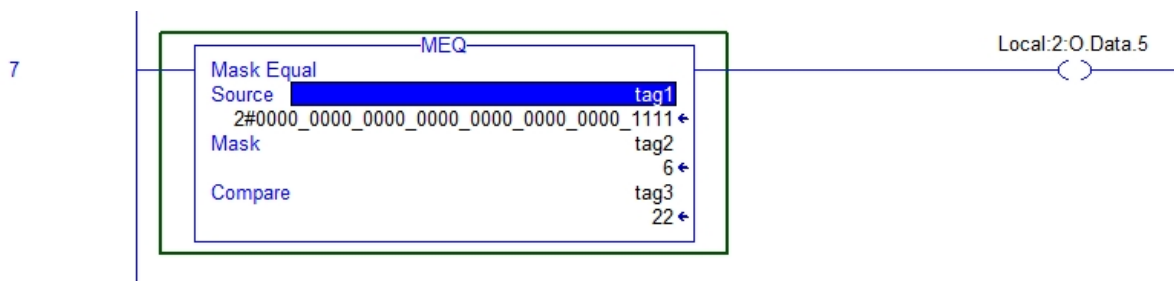 MEQ
Local:2:O.Data.5
7
Mask Equal
Source tag1
2#0000_0000_0000_0000_0000_0000_0000_1111
Mask tag2
6
Compare tag3
22